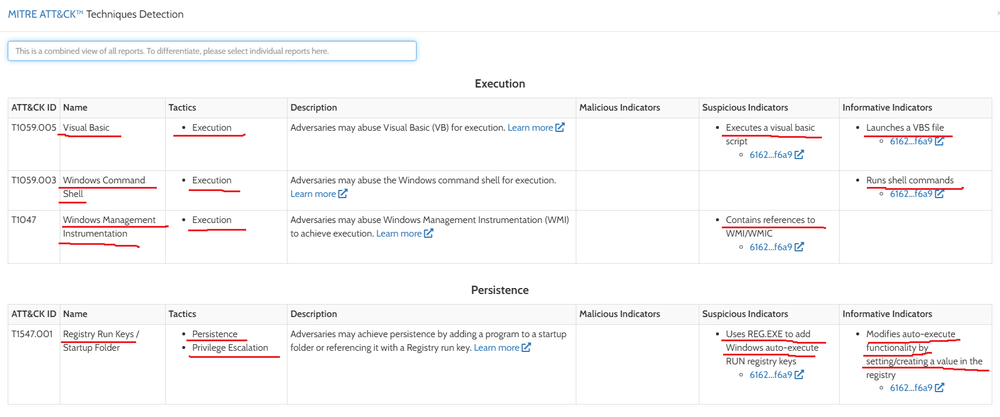 MITRE ATT&CK™ Techniques Detection
×
This is a combined view of all reports. To differentiate, please select individual reports here.
Execution
ATT&CK ID Name Tactics Description Malicious Indicators Suspicious Indicators Informative Indicators
T1059.005 Visual Basic • Execution Adversaries may abuse Visual Basic (VB) for execution. Learn more • Executes a visual basic • Launches a VBS file
script ◦ 6162...f6a9
◦ 6162...f6a9
T1059.003 Windows Command • Execution Adversaries may abuse the Windows command shell for execution. • Runs shell commands
Shell Learn more ◦ 6162...f6a9
T1047 Windows Management • Execution Adversaries may abuse Windows Management Instrumentation (WMI) • Contains references to
Instrumentation to achieve execution. Learn more WMI/WMIC
◦ 6162...f6a9
Persistence
ATT&CK ID Name Tactics Description Malicious Indicators Suspicious Indicators Informative Indicators
T1547.001 Registry Run Keys / • Persistence Adversaries may achieve persistence by adding a program to a startup • Uses REG.EXE to add • Modifies auto-execute
Startup Folder • Privilege Escalation folder or referencing it with a Registry run key. Learn more Windows auto-execute functionality by
RUN registry keys setting/creating a value in the
◦ 6162...f6a9 registry
◦ 6162...f6a9